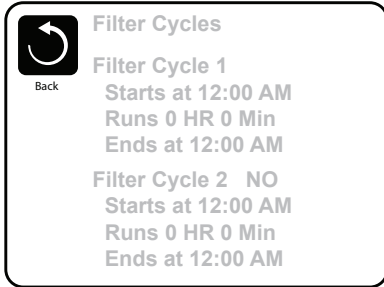 Filter Cycles
Back
Filter Cycle 1
Starts at 12:00 AM
Runs 0 HR 0 Min
Ends at 12:00 AM
Filter Cycle 2 NO
Starts at 12:00 AM
Runs 0 HR 0 Min
Ends at 12:00 AM